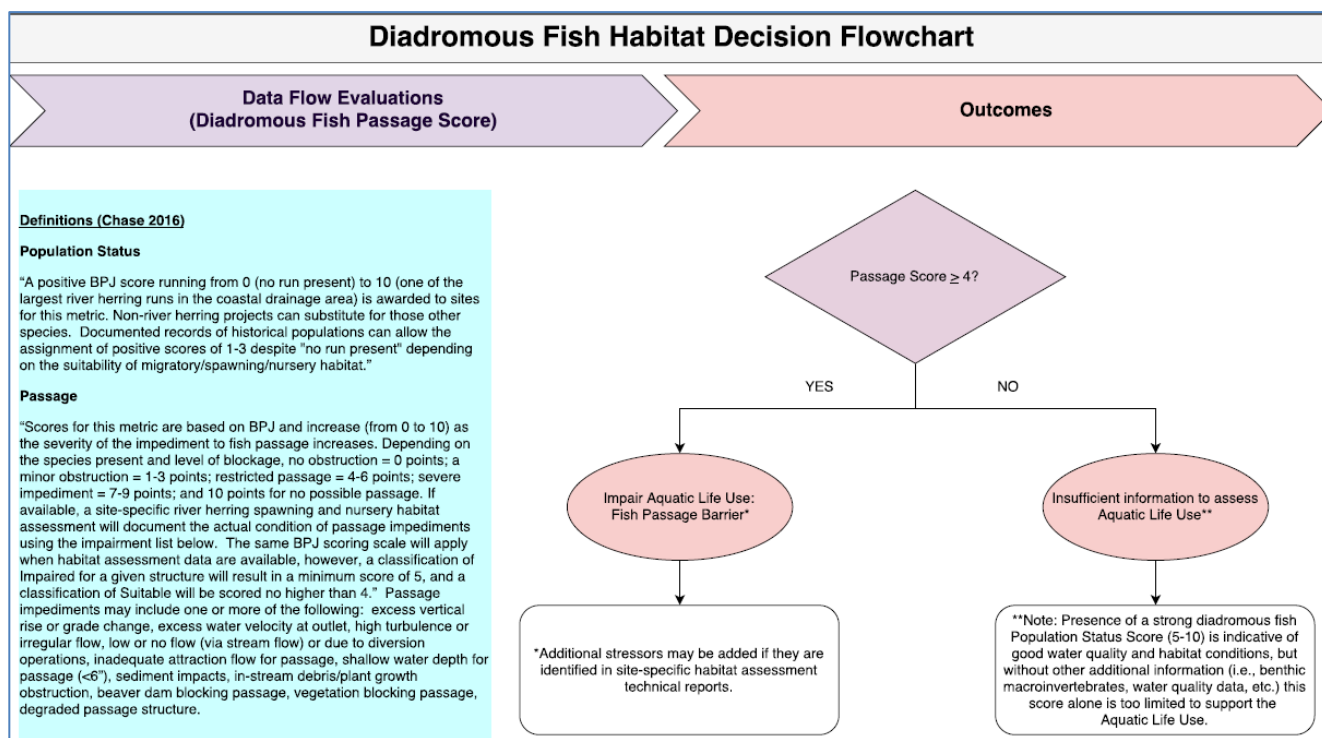 Diadromous Fish Habitat Decision Flowchart
Data Flow Evaluations
(Diadromous Fish Passage Score)
Outcomes
Definitions (Chase 2016)
Population Status
“A positive BPJ score running from 0 (no run present) to 10 (one of the
largest river herring runs in the coastal drainage area) is awarded to sites
for this metric. Non-river herring projects can substitute for those other
species.  Documented records of historical populations can allow the
assignment of positive scores of 1-3 despite "no run present" depending
on the suitability of migratory/spawning/nursery habitat.”
Passage
“Scores for this metric are based on BPJ and increase (from 0 to 10) as
the severity of the impediment to fish passage increases. Depending on
the species present and level of blockage, no obstruction = 0 points; a
minor obstruction = 1-3 points; restricted passage = 4-6 points; severe
impediment = 7-9 points; and 10 points for no possible passage. If
available, a site-specific river herring spawning and nursery habitat
assessment will document the actual condition of passage impediments
using the impairment list below.  The same BPJ scoring scale will apply
when habitat assessment data are available, however, a classification of
Impaired for a given structure will result in a minimum score of 5, and a
classification of Suitable will be scored no higher than 4.”  Passage
impediments may include one or more of the following:  excess vertical
rise or grade change, excess water velocity at outlet, high turbulence or
irregular flow, low or no flow (via stream flow) or due to diversion
operations, inadequate attraction flow for passage, shallow water depth for
passage (<6”), sediment impacts, in-stream debris/plant growth
obstruction, beaver dam blocking passage, vegetation blocking passage,
degraded passage structure.
Passage Score ≥ 4?
YES
NO
Impair Aquatic Life Use:
Fish Passage Barrier*
Insufficient information to assess
Aquatic Life Use**
*Additional stressors may be added if they are
identified in site-specific habitat assessment
technical reports.
**Note: Presence of a strong diadromous fish
Population Status Score (5-10) is indicative of
good water quality and habitat conditions, but
without other additional information (i.e., benthic
macroinvertebrates, water quality data, etc.) this
score alone is too limited to support the
Aquatic Life Use.